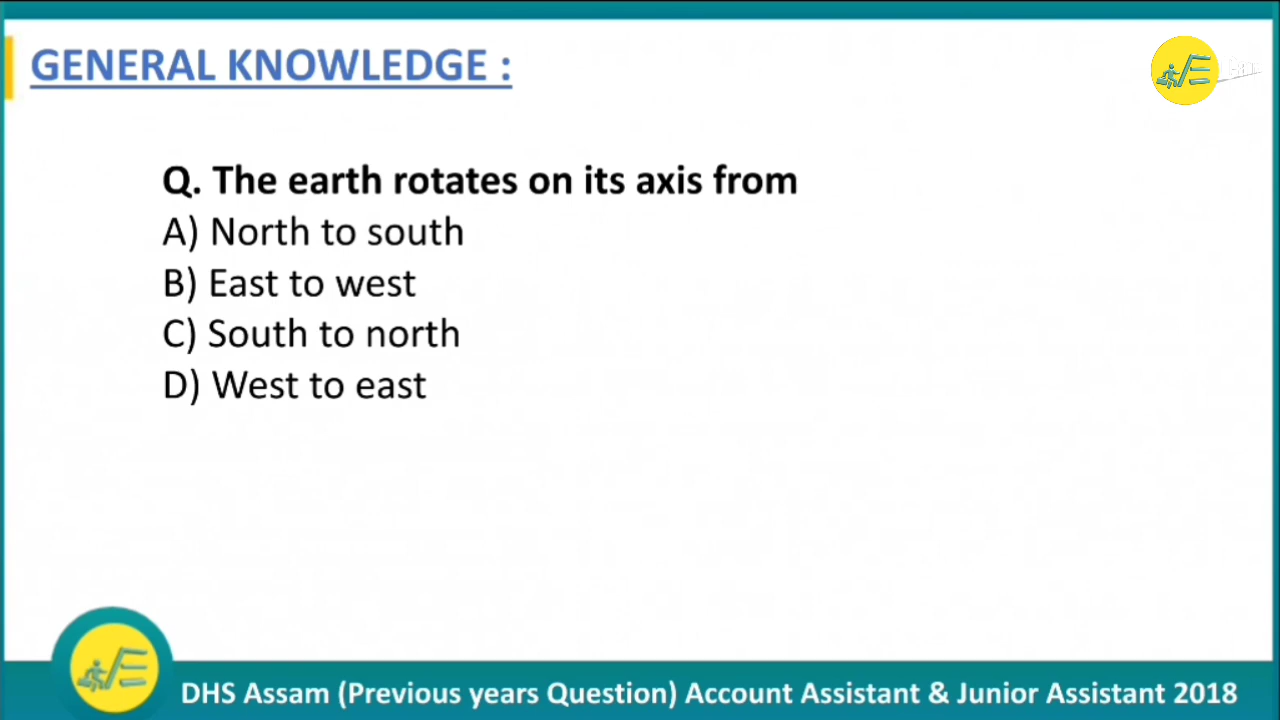 GENERAL KNOWLEDGE :
Q. The earth rotates on its axis from
A) North to south
B) East to west
C) South to north
D) West to east
DHS Assam (Previous years Question) Account Assistant & Junior Assistant 2018